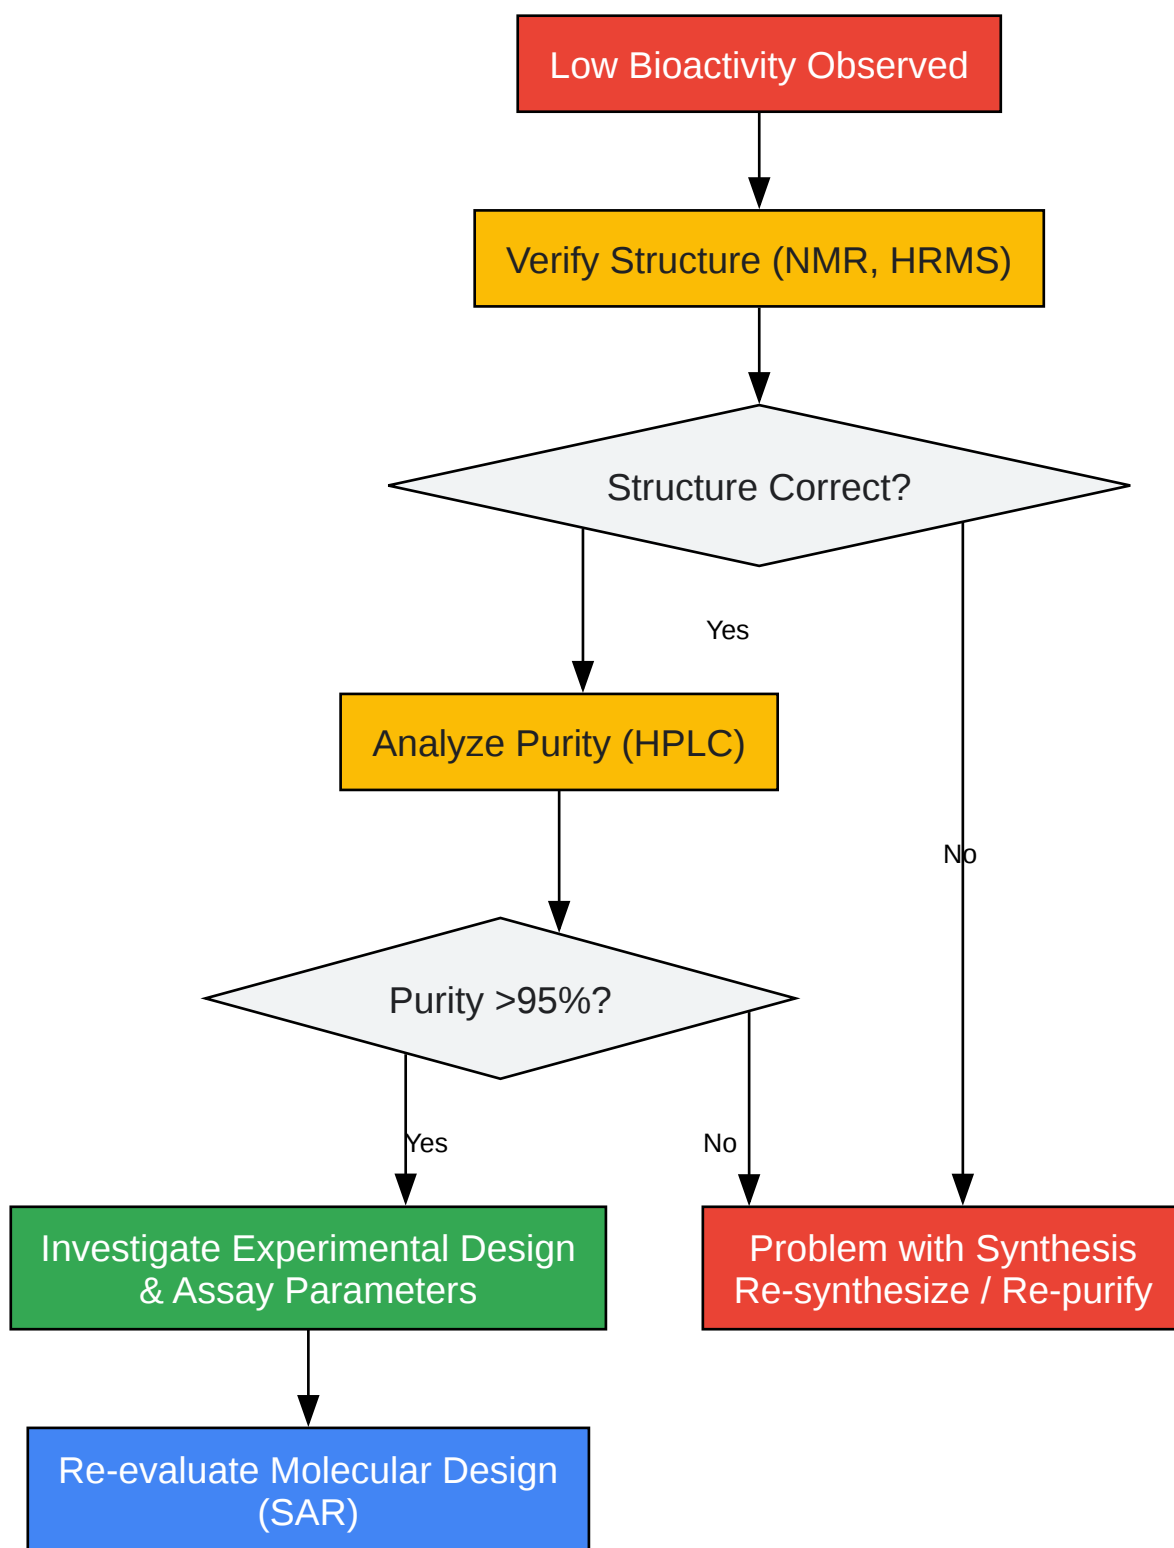 Low Bioactivity Observed
Verify Structure (NMR, HRMS)
Structure Correct?
Yes
Analyze Purity (HPLC)
No
Purity >95%?
Yes
No
Investigate Experimental Design
& Assay Parameters
Problem with Synthesis
Re-synthesize / Re-purify
Re-evaluate Molecular Design
(SAR)